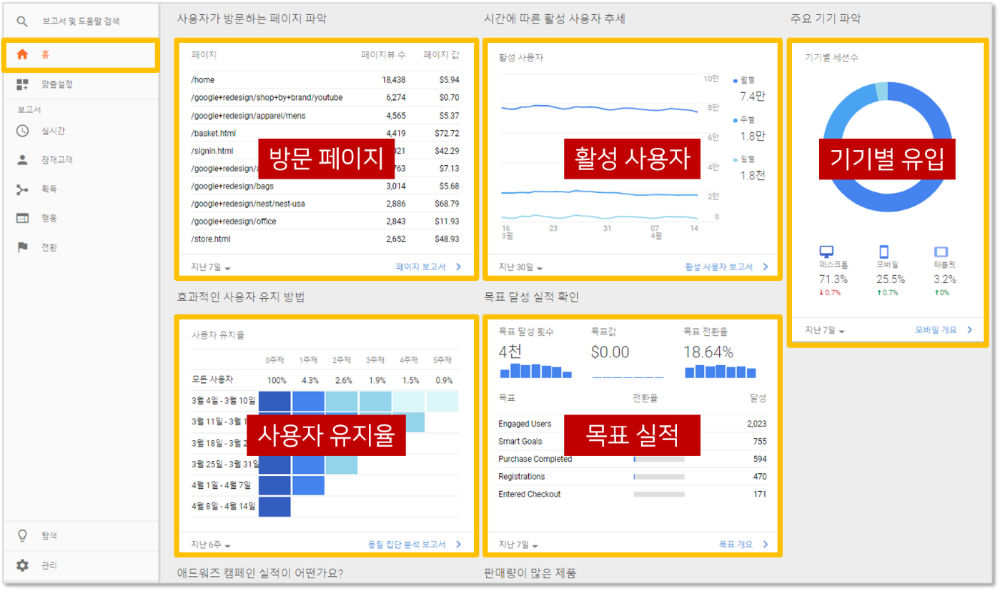 보고서 및 도움말 검색
홈
맞춤설정
보고서
실시간
잠재고객
획득
행동
전환
탐색
관리
사용자가 방문하는 페이지 파악
페이지 페이지뷰 수 페이지 값
/home 18,438 $5.94
/google+redesign/shop+by+brand/youtube 6,274 $0.70
/google+redesign/apparel/mens 4,565 $5.37
/basket.html 4,419 $72.72
/signin.html 021 $42.29
방문 페이지
/google+redesign/a 763 $7.13
/google+redesign/bags 3,014 $5.68
/google+redesign/nest/nest-usa 2,886 $68.79
/google+redesign/office 2,843 $11.93
/store.html 2,652 $48.93
지난 7일 페이지 보고서
시간에 따른 활성 사용자 추세
활성 사용자
10만
8만
6만
4만
2만
0
월별
7.4만
주별
1.8만
일별
1.8천
활성 사용자
16 23 31 07 14
3월 4월
지난 30일 활성 사용자 보고서
주요 기기 파악
기기별 세션수
기기별 유입
데스크톱 모바일 태블릿
71.3% 25.5% 3.2%
↓0.7% ↑0.7% ↑0%
지난 7일 모바일 개요
효과적인 사용자 유지 방법
사용자 유지율
0주째 1주째 2주째 3주째 4주째 5주째
모든 사용자 100% 4.3% 2.6% 1.9% 1.5% 0.9%
3월 4일 - 3월 10일
3월 11일 - 3월 1
사용자 유지율
3월 18일 - 3월 2
3월 25일 - 3월 31일
4월 1일 - 4월 7일
4월 8일 - 4월 14일
지난 6주 동질 집단 분석 보고서
목표 달성 실적 확인
목표 달성 횟수 목표값 목표 전환율
4천 $0.00 18.64%
목표 전환율 달성
Engaged Users 2,023
목표 실적
Smart Goals 755
Purchase Completed 594
Registrations 470
Entered Checkout 171
지난 7일 목표 개요
애드워즈 캠페인 실적이 어떤가요?
판매량이 많은 제품